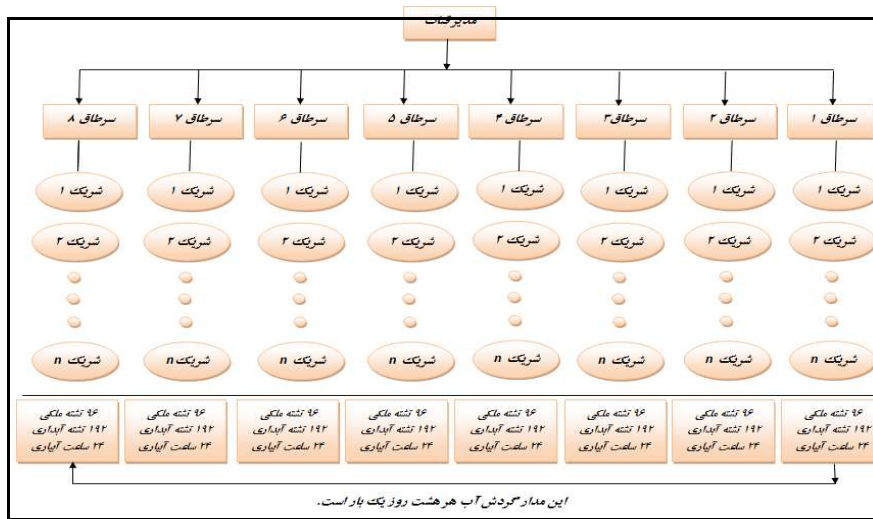 مدیر قنات
سرطاق ۱ سرطاق ۲ سرطاق۳ سرطاق ۴ سرطاق ۵ سرطاق ۶ سرطاق ۷ سرطاق ۸
شریک ۱ شریک ۱ شریک ۱ شریک ۱ شریک ۱ شریک ۱ شریک ۱ شریک ۱
شریک ۲ شریک ۲ شریک ۲ شریک ۲ شریک ۲ شریک ۲ شریک ۲ شریک ۲
شریک n شریک n شریک n شریک n شریک n شریک n شریک n شریک n
۹۶ تشته ملکی ۹۶ تشته ملکی ۹۶ تشته ملکی ۹۶ تشته ملکی ۹۶ تشته ملکی ۹۶ تشته ملکی ۹۶ تشته ملکی ۹۶ تشته ملکی
۱۹۲ تشته آبداری ۱۹۲ تشته آبداری ۱۹۲ تشته آبداری ۱۹۲ تشته آبداری ۱۹۲ تشته آبداری ۱۹۲ تشته آبداری ۱۹۲ تشته آبداری ۱۹۲ تشته آبداری
۲۴ ساعت آبیاری ۲۴ ساعت آبیاری ۲۴ ساعت آبیاری ۲۴ ساعت آبیاری ۲۴ ساعت آبیاری ۲۴ ساعت آبیاری ۲۴ ساعت آبیاری ۲۴ ساعت آبیاری
این مدار گردش آب هر هشت روز یک بار است.